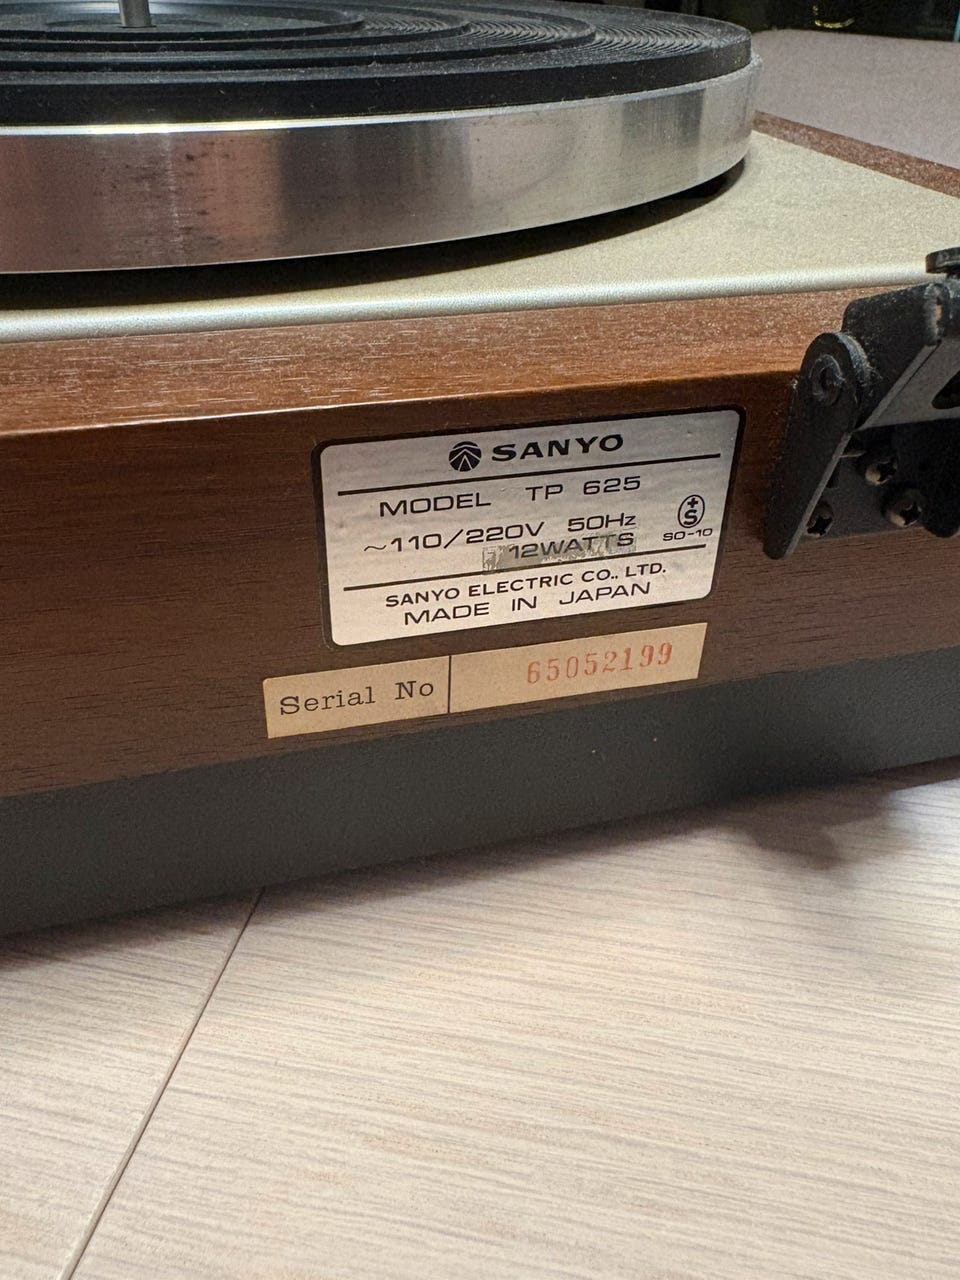 SANYO
MODEL TP 625
~110/220V 50Hz
12WATTS
+S
SO-10
SANYO ELECTRIC CO., LTD.
MADE IN JAPAN
Serial No 65052199